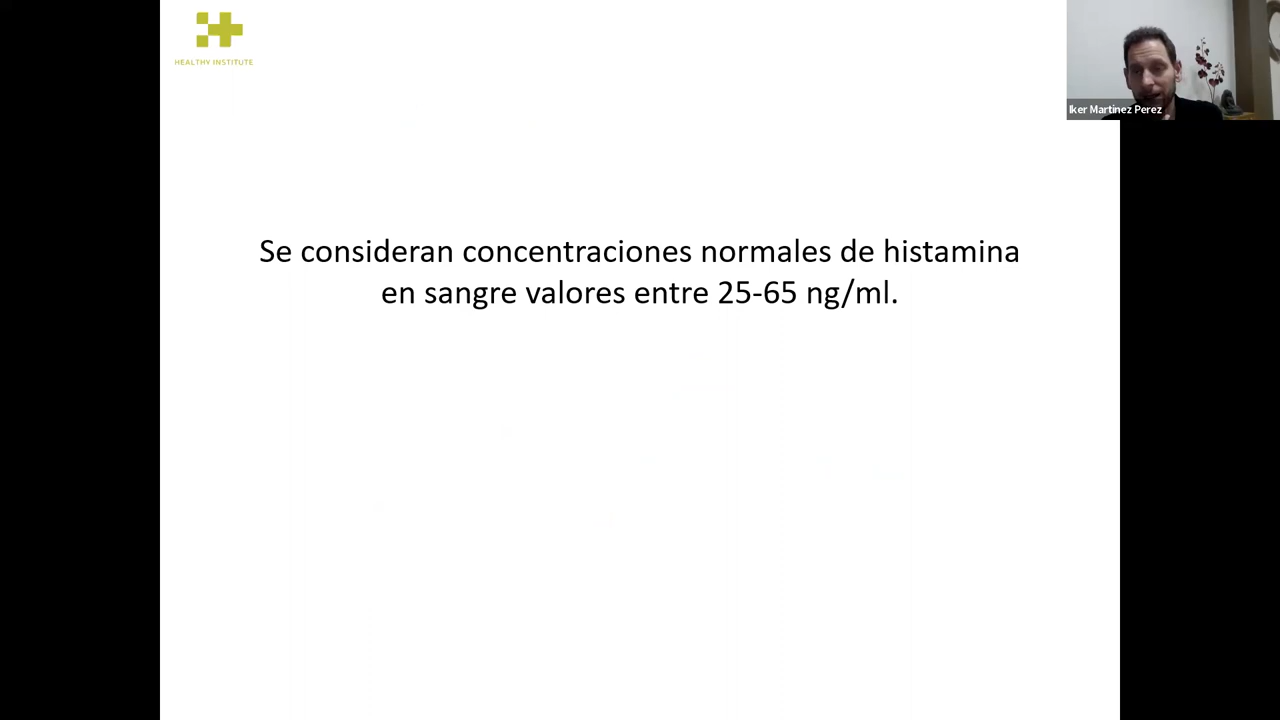 HEALTHY INSTITUTE
Iker Martinez Perez
Se consideran concentraciones normales de histamina
en sangre valores entre 25-65 ng/ml.